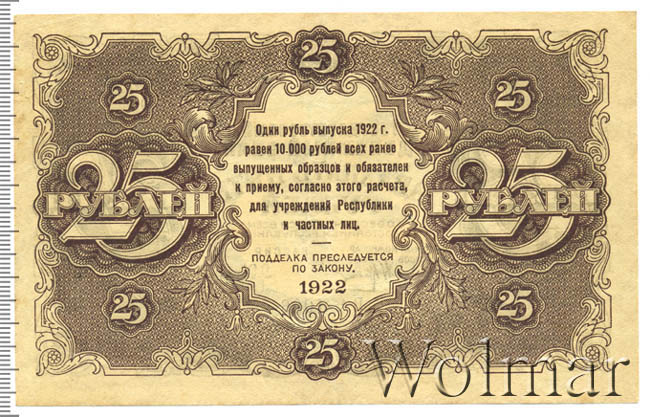 25
25
25
Один рубль выпуска 1922 г.
равен 10.000 рублей всех ранее
выпущенных образцов и обязателен
к приему, согласно этого расчета,
для учреждений Республики
и частных лиц.
25 РУБЛЕЙ
25 РУБЛЕЙ
ПОДДЕЛКА ПРЕСЛЕДУЕТСЯ
ПО ЗАКОНУ.
1922
25
25
25
Wolmar